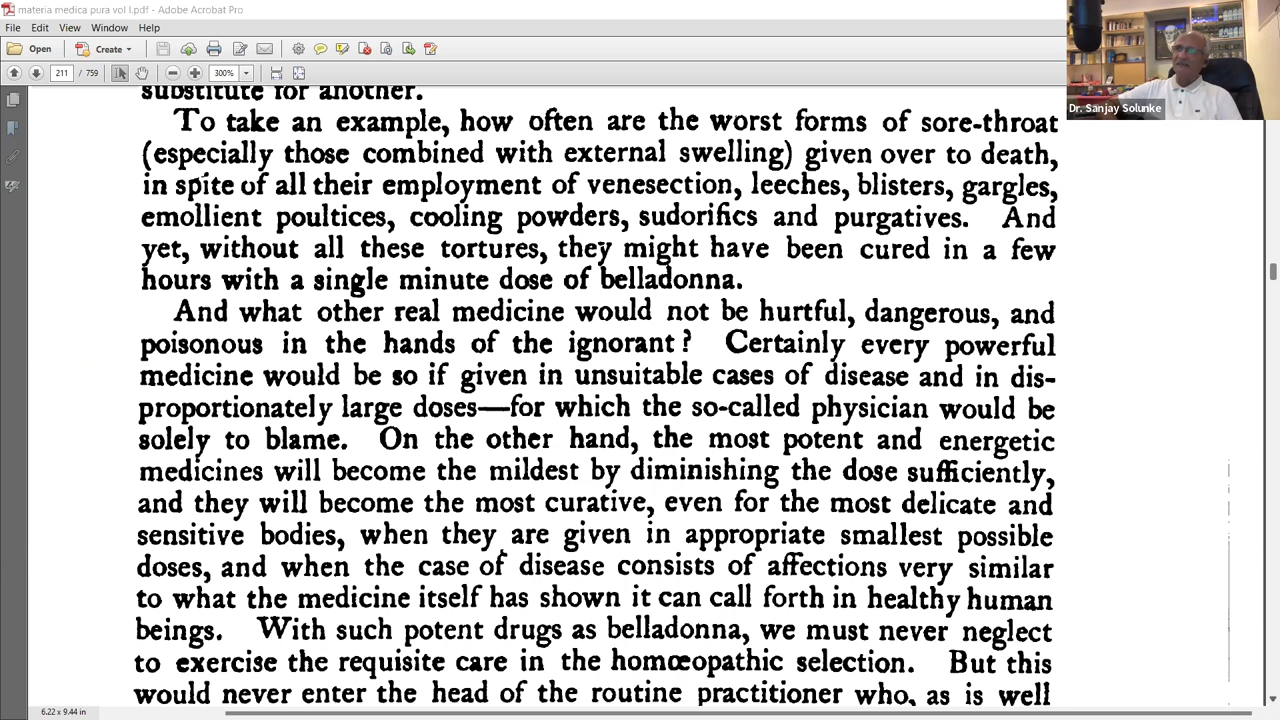 materia medica pura vol I.pdf - Adobe Acrobat Pro
File Edit View Window Help
Open Create
211 / 759 300%
Dr. Sanjay Solunke
substitute for another.
To take an example, how often are the worst forms of sore-throat
(especially those combined with external swelling) given over to death,
in spite of all their employment of venesection, leeches, blisters, gargles,
emollient poultices, cooling powders, sudorifics and purgatives. And
yet, without all these tortures, they might have been cured in a few
hours with a single minute dose of belladonna.
And what other real medicine would not be hurtful, dangerous, and
poisonous in the hands of the ignorant? Certainly every powerful
medicine would be so if given in unsuitable cases of disease and in dis-
proportionately large doses—for which the so-called physician would be
solely to blame. On the other hand, the most potent and energetic
medicines will become the mildest by diminishing the dose sufficiently,
and they will become the most curative, even for the most delicate and
sensitive bodies, when they are given in appropriate smallest possible
doses, and when the case of disease consists of affections very similar
to what the medicine itself has shown it can call forth in healthy human
beings. With such potent drugs as belladonna, we must never neglect
to exercise the requisite care in the homœopathic selection. But this
would never enter the head of the routine practitioner who, as is well
6.22 x 9.44 in